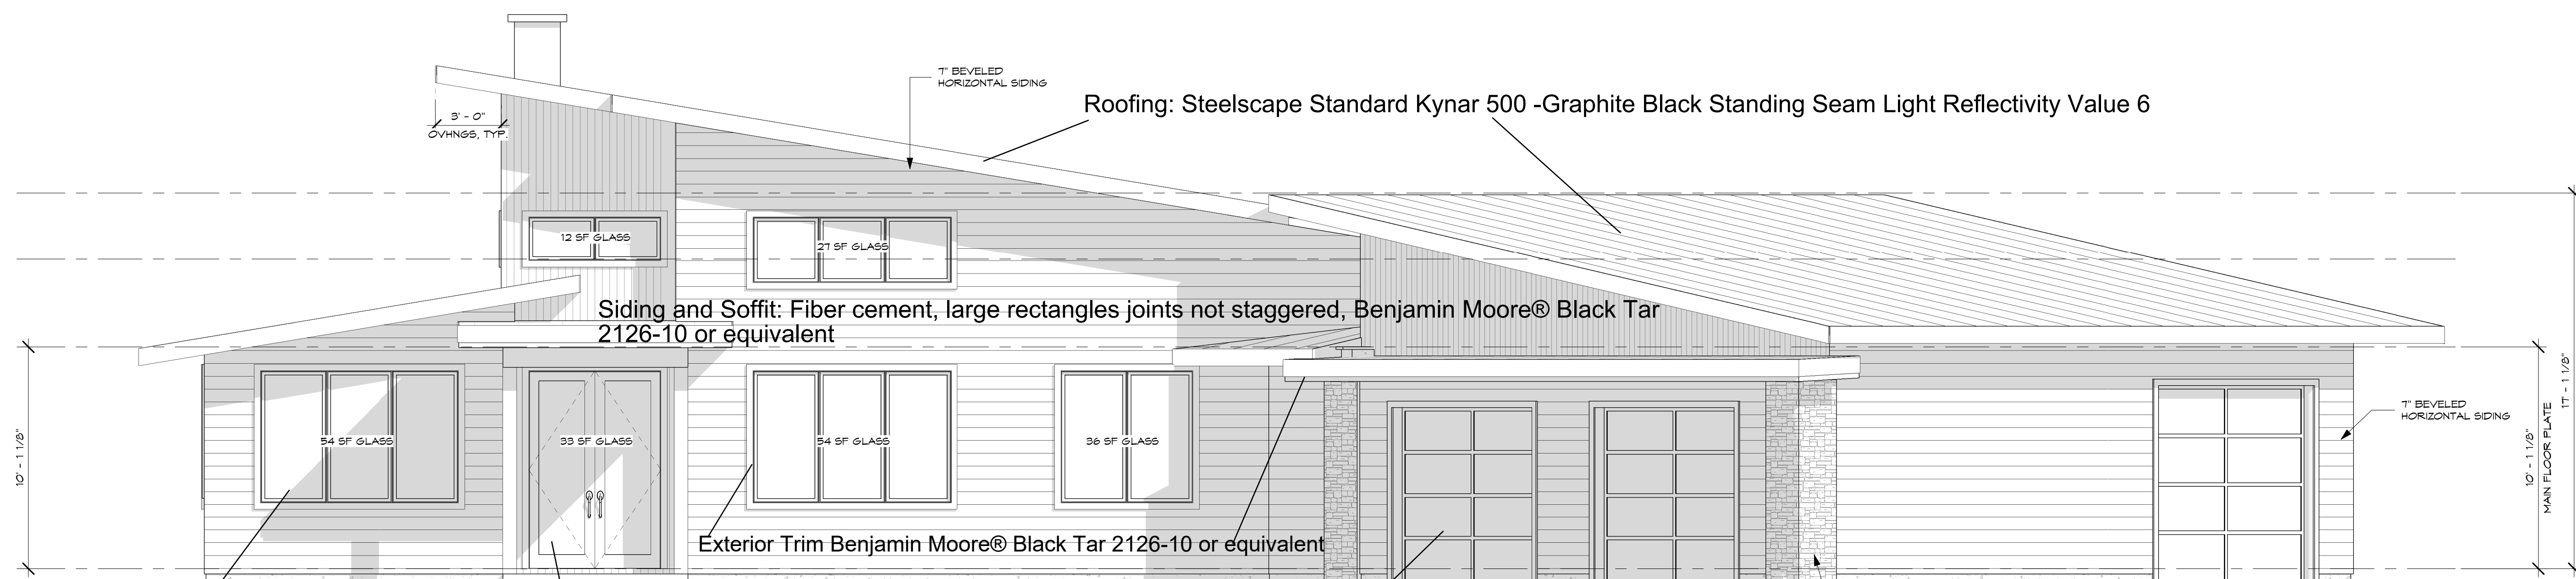 7" BEVELED
HORIZONTAL SIDING
Roofing: Steelscape Standard Kynar 500 -Graphite Black Standing Seam Light Reflectivity Value 6
3' - 0"
OVHNGS, TYP.
12 SF GLASS
27 SF GLASS
Siding and Soffit: Fiber cement, large rectangles joints not staggered, Benjamin Moore® Black Tar
2126-10 or equivalent
54 SF GLASS
33 SF GLASS
54 SF GLASS
36 SF GLASS
7" BEVELED
HORIZONTAL SIDING
10' - 1 1/8"
10' - 1 1/8"
MAIN FLOOR PLATE
17' - 1 1/8"
Exterior Trim Benjamin Moore® Black Tar 2126-10 or equivalent